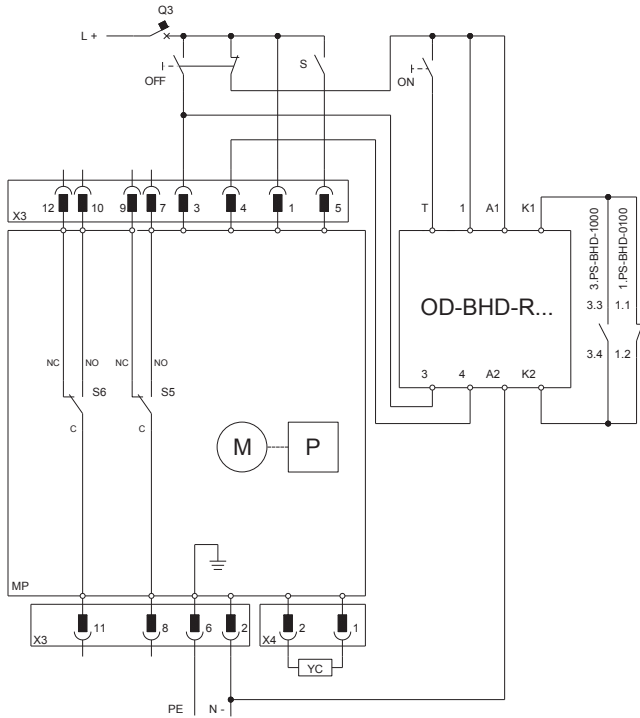 Q3
L +
OFF
S
ON
12 10 9 7 3 4 1 5
X3
T 1 A1 K1
3.PS-BHD-1000
1.PS-BHD-0100
OD-BHD-R...
3.3 1.1
3.4 1.2
3 4 A2 K2
NC NO NC NO
S6 S5
C C
M P
MP
X3 11 8 6 2 X4 2 1
YC
PE N -